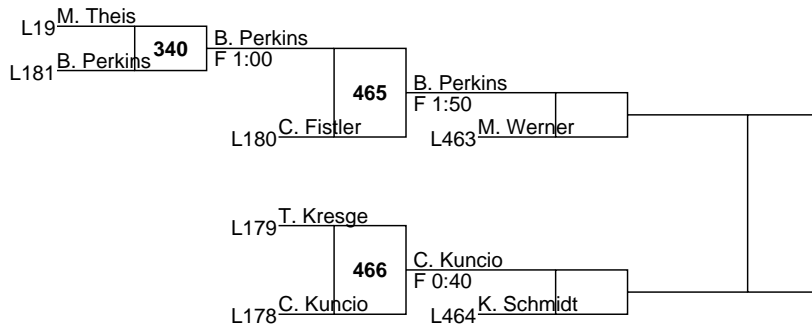 M. Theis
L19
340
B. Perkins
B. Perkins
F 1:00
L181
465
B. Perkins
F 1:50
C. Fistler
L180
M. Werner
L463
T. Kresge
L179
466
C. Kuncio
F 0:40
C. Kuncio
L178
K. Schmidt
L464